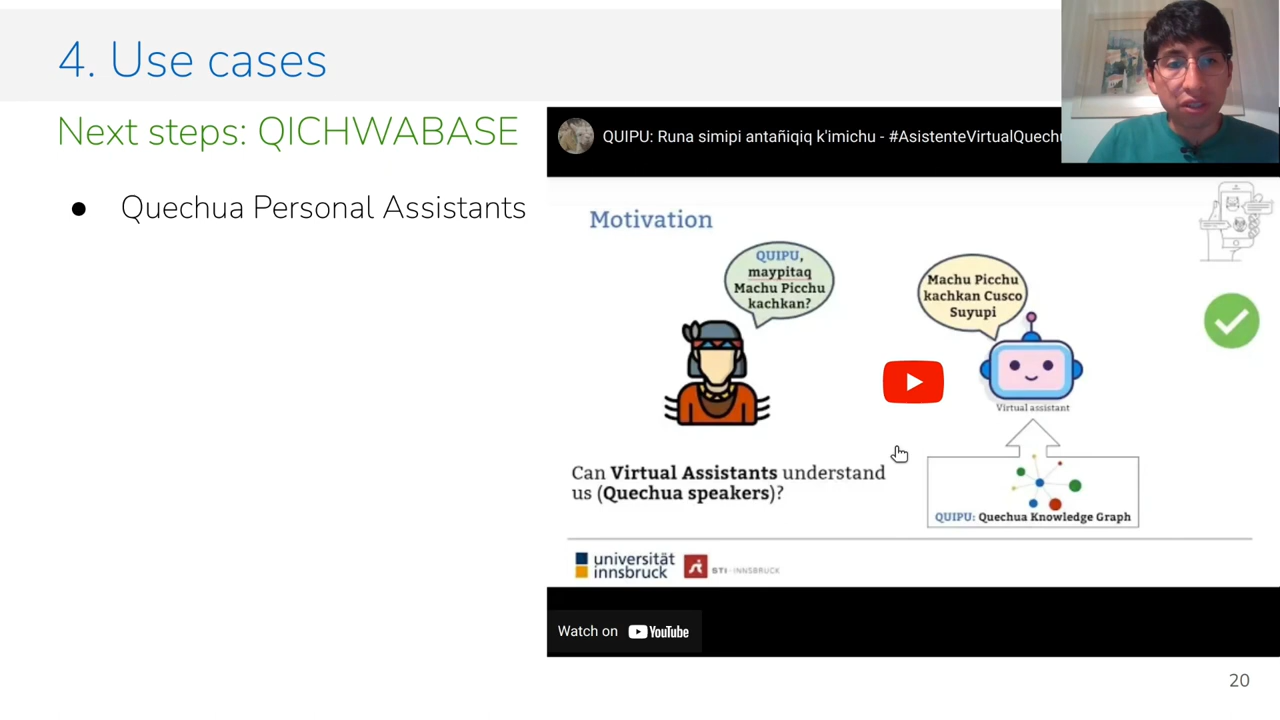 4. Use cases
Next steps: QICHWABASE
● Quechua Personal Assistants
QUIPU: Runa simipi antañiqiq k'imichu - #AsistenteVirtualQuechu
Motivation
QUIPU,
maypitaq
Machu Picchu
kachkan?
Machu Picchu
kachkan Cusco
Suyupi
Virtual assistant
Can Virtual Assistants understand
us (Quechua speakers)?
QUIPU: Quechua Knowledge Graph
universität
innsbruck
STI · INNSBRUCK
Watch on YouTube
20